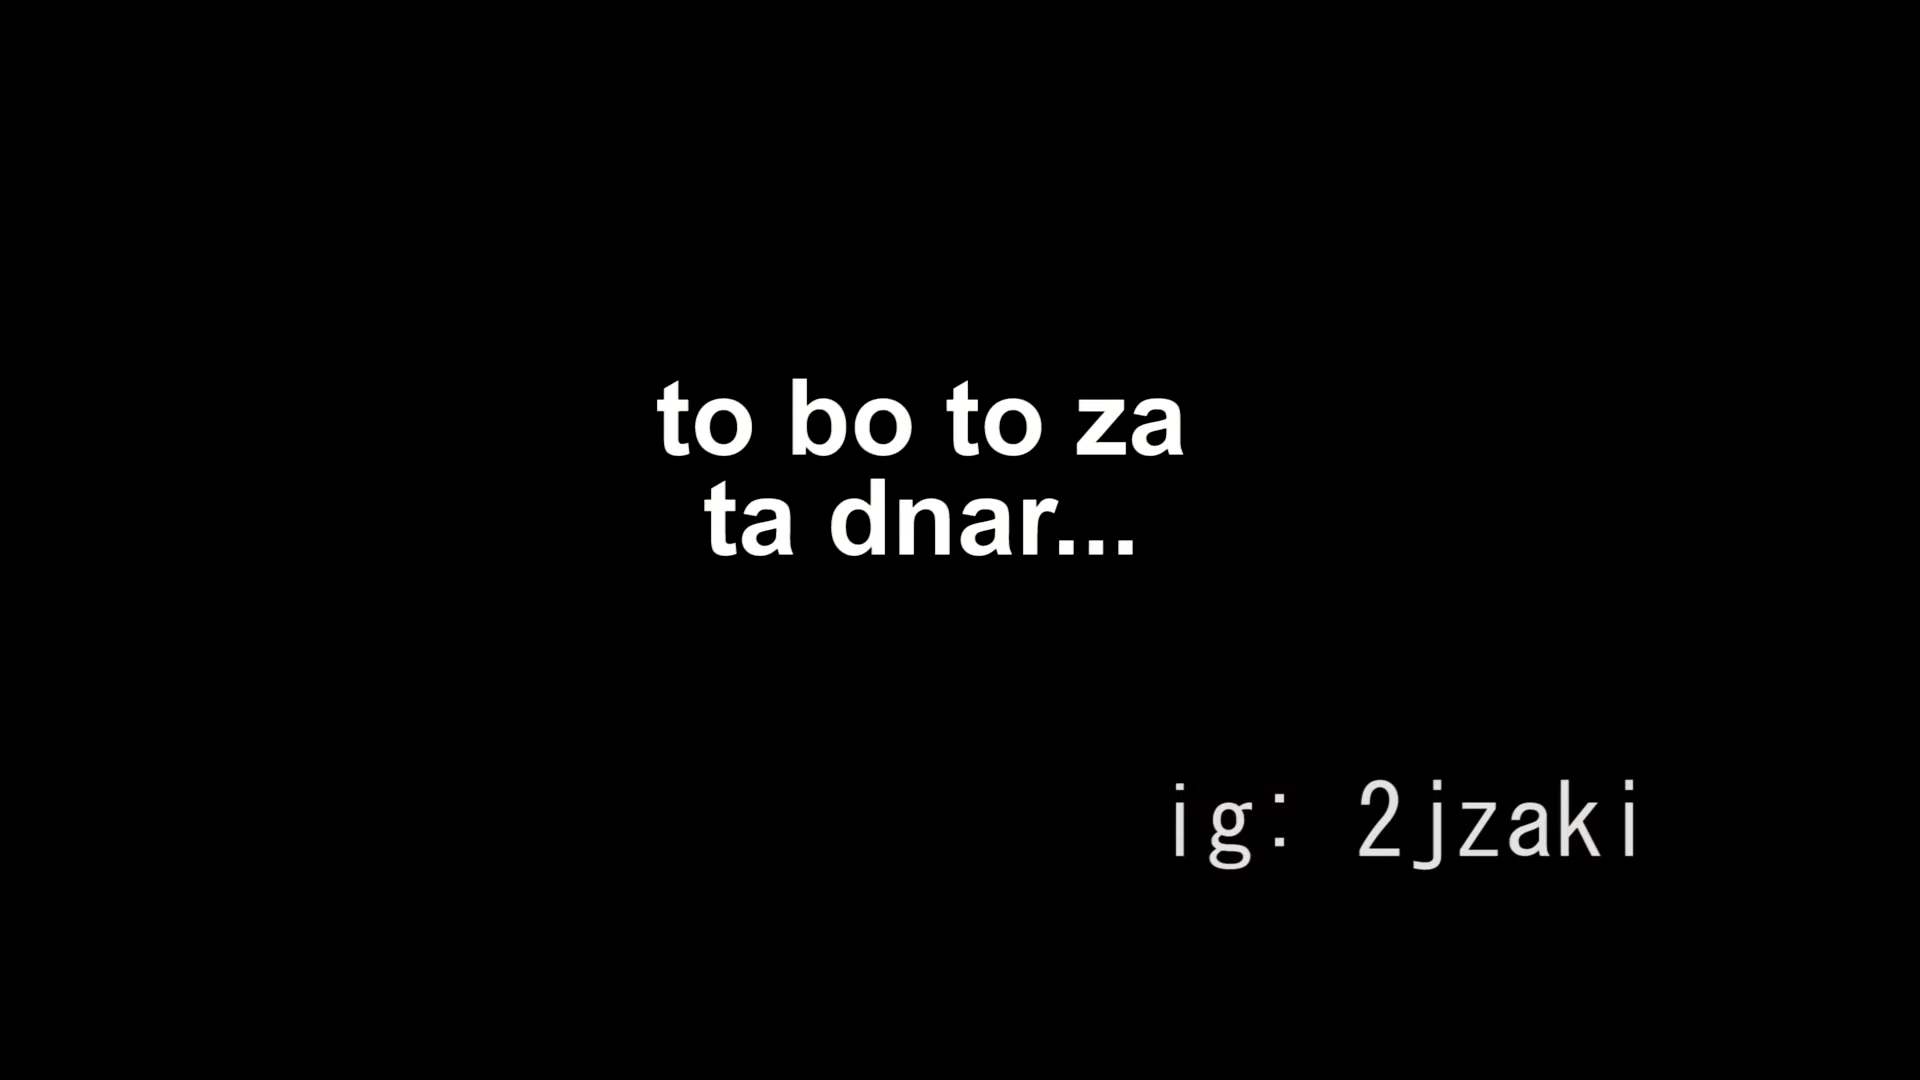 to bo to za
ta dnar...
ig: 2jzaki